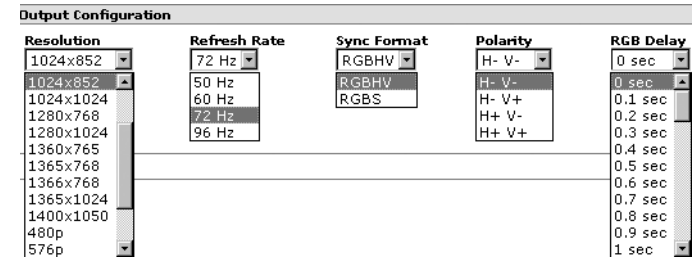 Output Configuration
Resolution Refresh Rate Sync Format Polarity RGB Delay
1024x852 72 Hz RGBHV H- V- 0 sec
1024x852 50 Hz RGBHV H- V- 0 sec
1024x1024 60 Hz RGBS H- V+ 0.1 sec
1280x768 72 Hz H+ V- 0.2 sec
1280x1024 96 Hz H+ V+ 0.3 sec
1360x765 0.4 sec
1365x768 0.5 sec
1366x768 0.6 sec
1365x1024 0.7 sec
1400x1050 0.8 sec
480p 0.9 sec
576p 1 sec